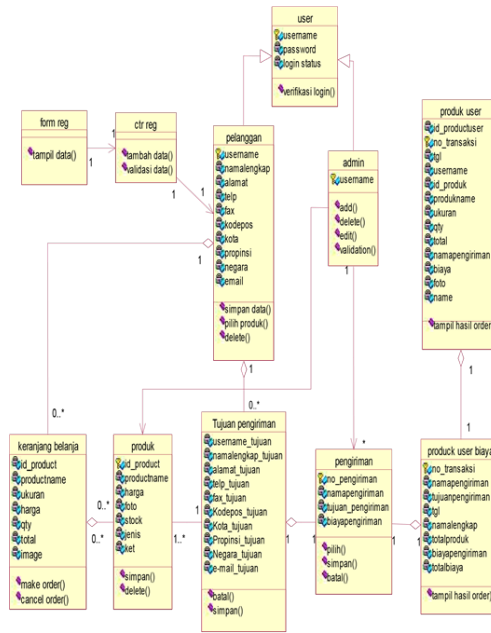 user
username
password
login status
verifikasi login()
form reg
tampil data()
ctr reg
tambah data()
validasi data()
1
1
1
1
pelanggan
username
namalengkap
alamat
telp
fax
kodepos
kota
propinsi
negara
email
simpan data()
pilih produk()
delete()
admin
username
add()
delete()
edit()
validation()
produk user
id_productuser
no_transaksi
tgl
username
id_produk
produkname
ukuran
qty
total
namapengiriman
biaya
foto
name
tampil hasil order()
1
1
1
1
0..*
0..*
*
1
keranjang belanja
id_product
productname
ukuran
harga
qty
total
image
make order()
cancel order()
0..*
0..*
produk
id_product
productname
harga
foto
stock
jenis
ket
simpan()
delete()
1
1..*
Tujuan pengiriman
username_tujuan
namalengkap_tujuan
alamat_tujuan
telp_tujuan
fax_tujuan
Kodepos_tujuan
Kota_tujuan
Propinsi_tujuan
Negara_tujuan
e-mail_tujuan
batal()
simpan()
1
1
pengiriman
no_pengiriman
namapengiriman
tujuan_pengiriman
biayapengiriman
pilih()
simpan()
batal()
1
1
produck user biaya
no_transaksi
namapengiriman
tujuanpengiriman
tgl
namalengkap
totalproduk
biayapengiriman
totalbiaya
tampil hasil order()